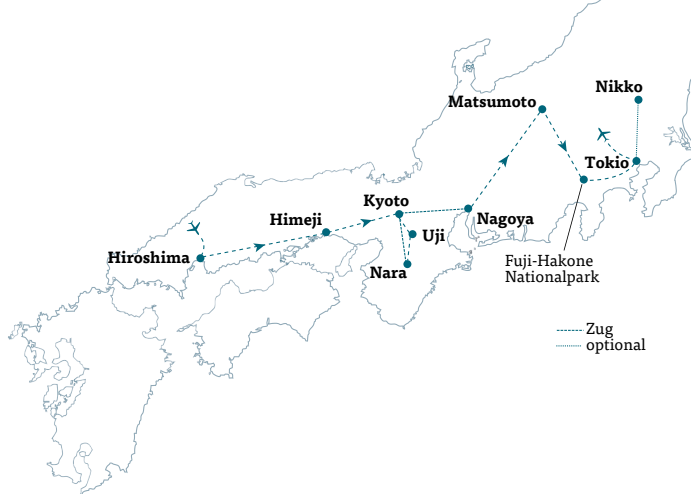 Nikko
Matsumoto
Tokio
Kyoto
Himeji
Nagoya
Uji
Hiroshima
Nara
Fuji-Hakone
Nationalpark
Zug
optional